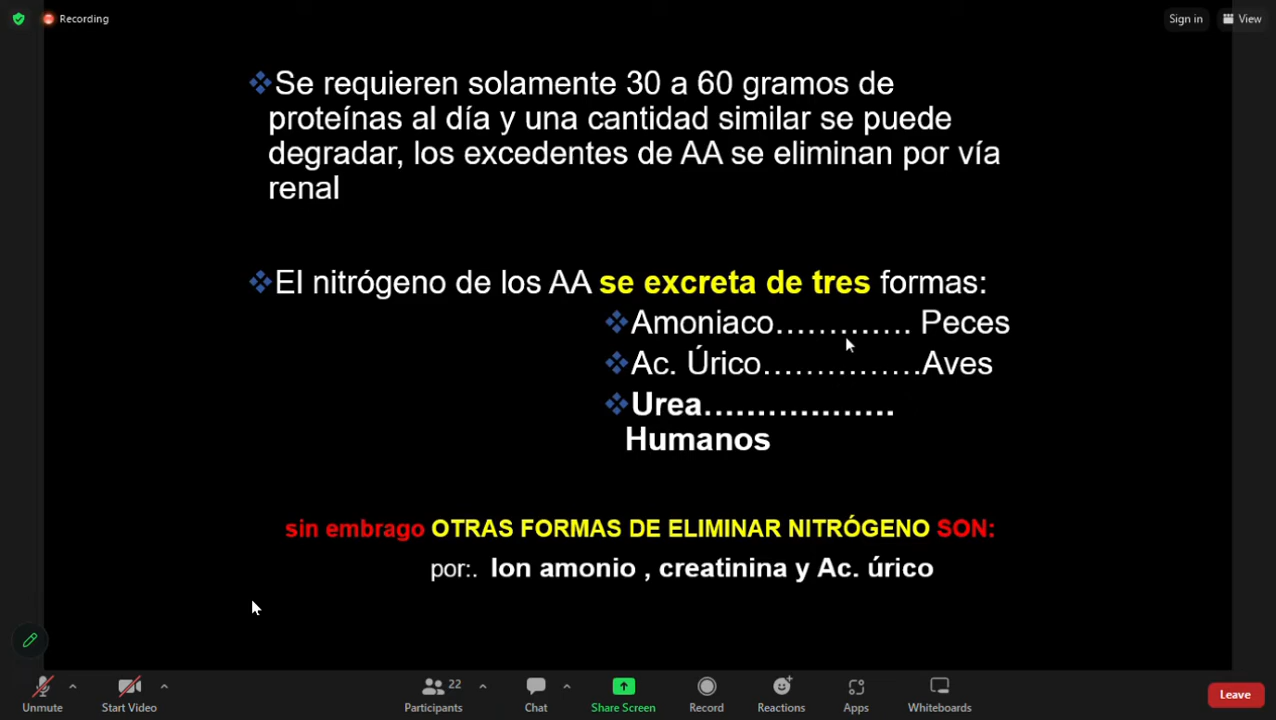 Recording
Sign in
View
❖Se requieren solamente 30 a 60 gramos de
proteínas al día y una cantidad similar se puede
degradar, los excedentes de AA se eliminan por vía
renal
❖El nitrógeno de los AA se excreta de tres formas:
❖Amoniaco…………. Peces
❖Ac. Úrico……………Aves
❖Urea……………….
Humanos
sin embrago OTRAS FORMAS DE ELIMINAR NITRÓGENO SON:
por:. Ion amonio , creatinina y Ac. úrico
22
Unmute Start Video Participants Chat Share Screen Record Reactions Apps Whiteboards Leave